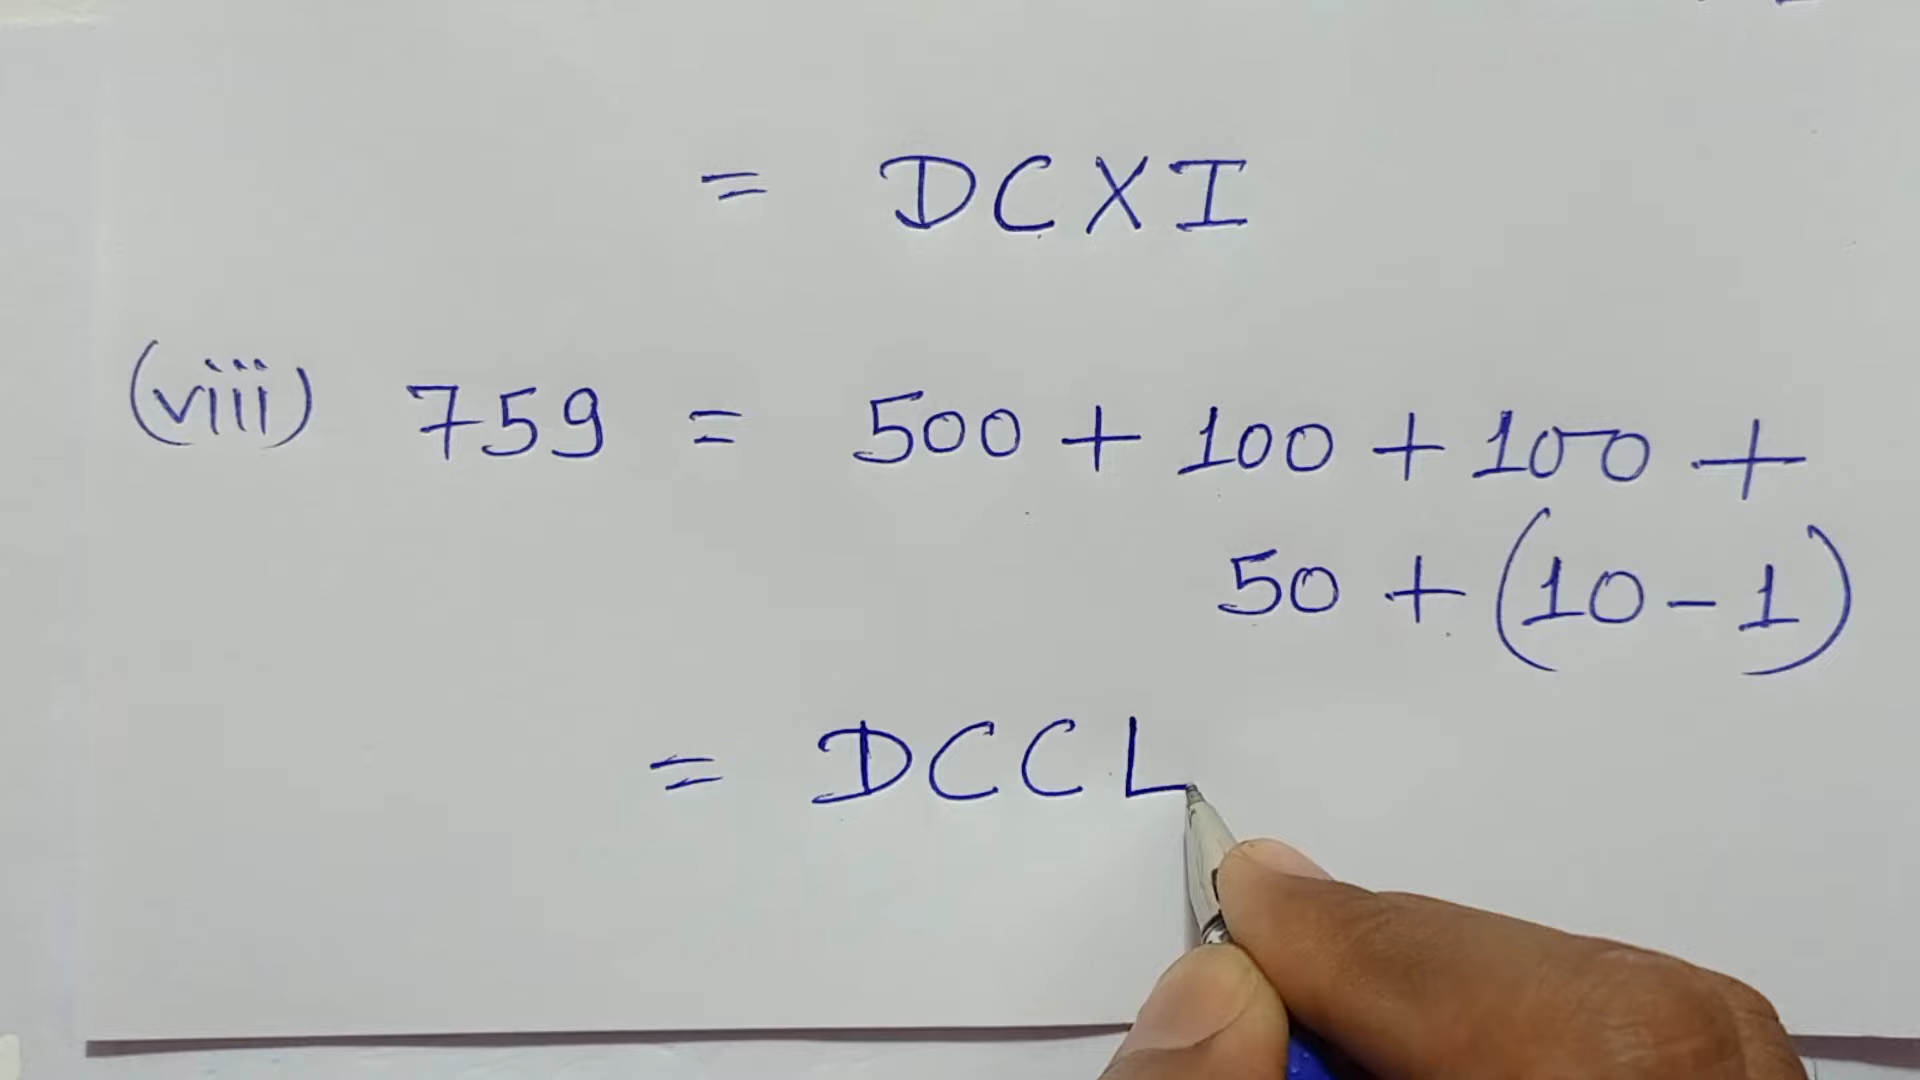 = DCXI
(viii) 759 = 500 + 100 + 100 +
50 + (10 - 1)
= DCCL